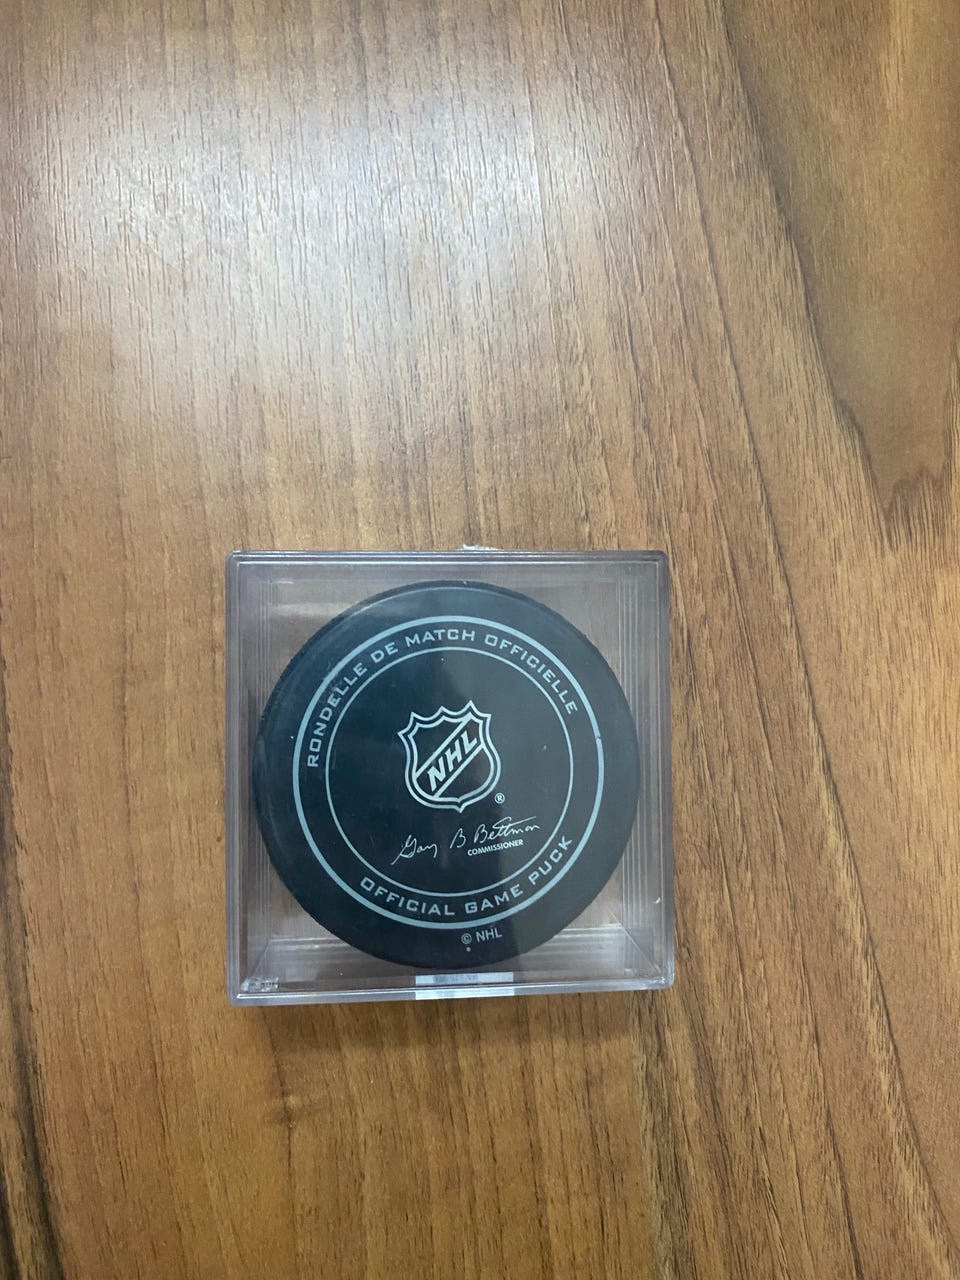 RONDELLE DE MATCH OFFICIELLE
NHL
®
Gary B Bettman
COMMISSIONER
OFFICIAL GAME PUCK
© NHL